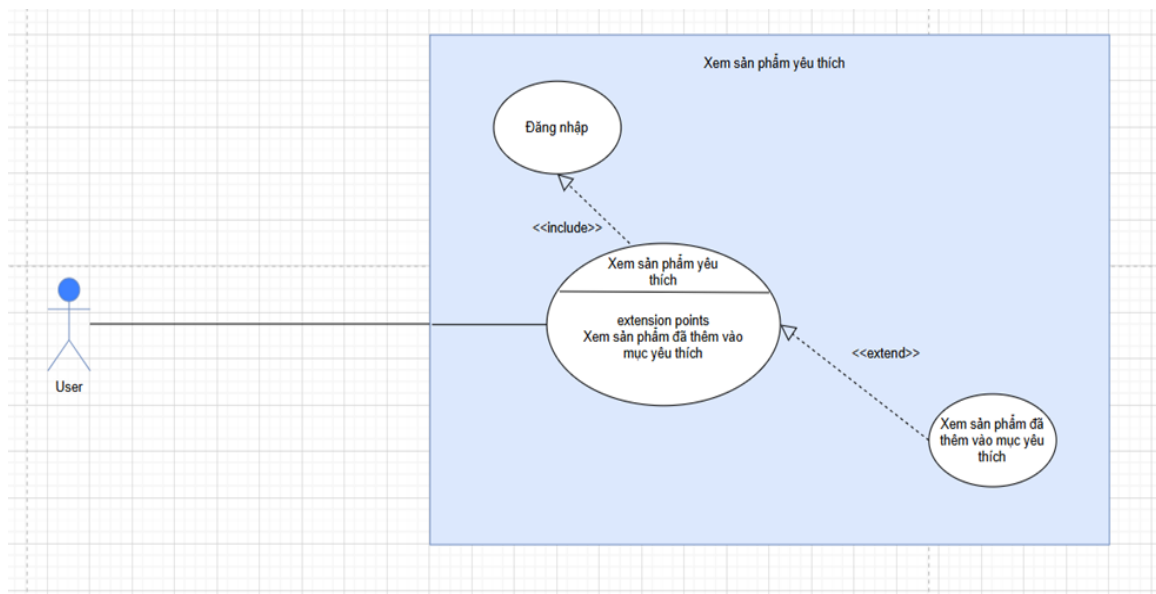 Xem sản phẩm yêu thích
Đăng nhập
<<include>>
Xem sản phẩm yêu
thích
extension points
Xem sản phẩm đã thêm vào
mục yêu thích
<<extend>>
User
Xem sản phẩm đã
thêm vào mục yêu
thích